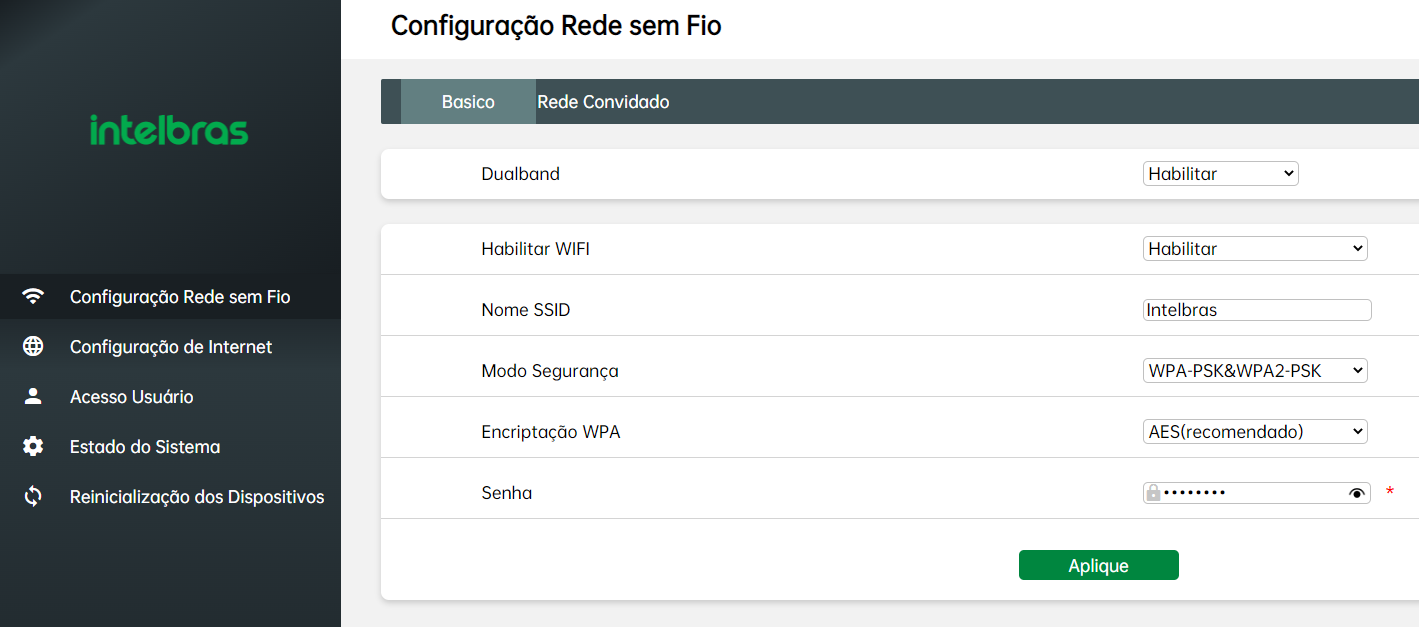 intelbras
Configuração Rede sem Fio
Configuração de Internet
Acesso Usuário
Estado do Sistema
Reinicialização dos Dispositivos
Configuração Rede sem Fio
Basico Rede Convidado
Dualband Habilitar
Habilitar WIFI Habilitar
Nome SSID Intelbras
Modo Segurança WPA-PSK&WPA2-PSK
Encriptação WPA AES(recomendado)
Senha •••••••• *
Aplique